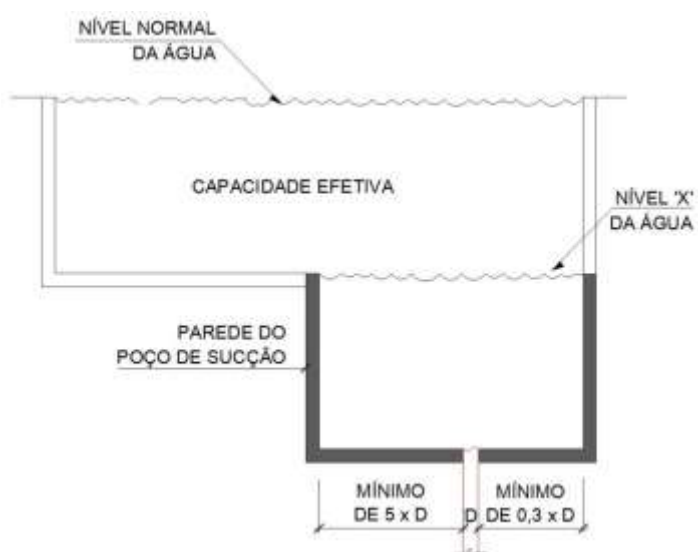 NÍVEL NORMAL
DA ÁGUA
CAPACIDADE EFETIVA
NÍVEL 'X'
DA ÁGUA
PAREDE DO
POÇO DE SUCÇÃO
MÍNIMO
DE 5 x D
D
MÍNIMO
DE 0,3 x D